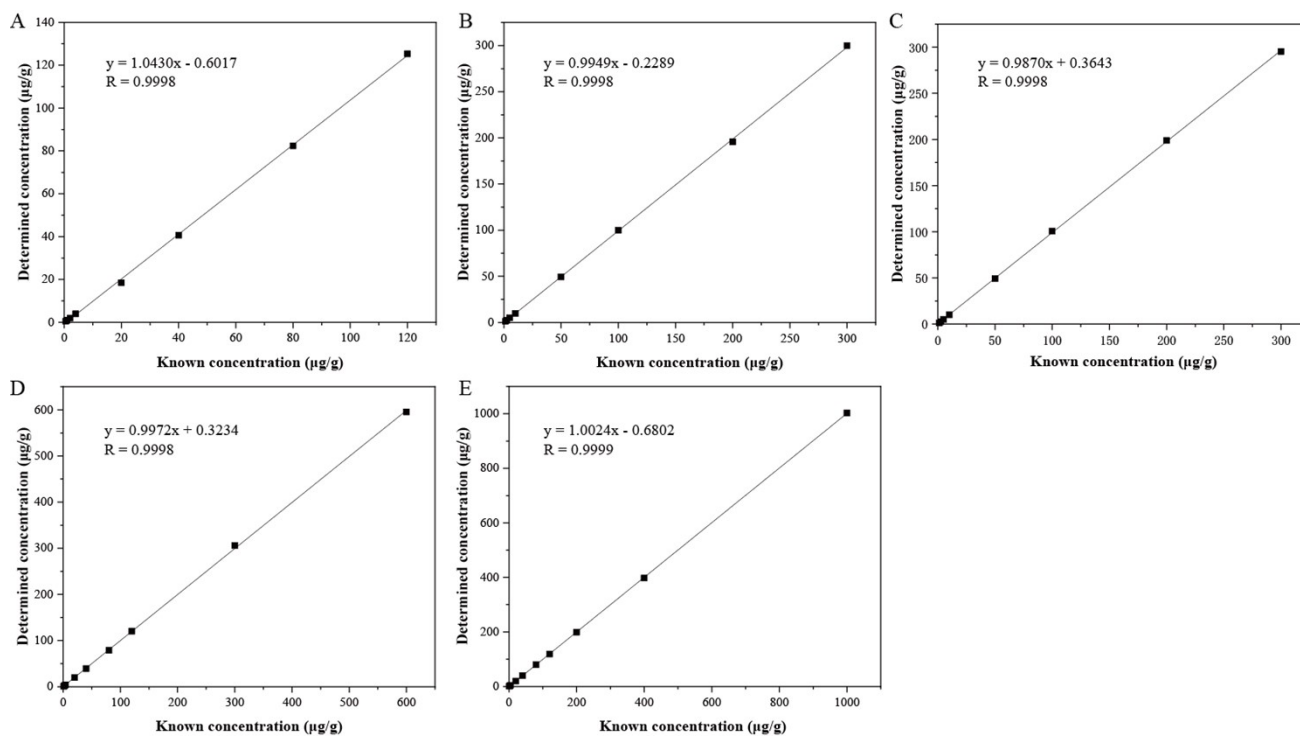 A
140
120
100
80
60
40
20
0
Determined concentration (μg/g)
y = 1.0430x - 0.6017
R = 0.9998
0 20 40 60 80 100 120
Known concentration (μg/g)
B
300
250
200
150
100
50
0
Determined concentration (μg/g)
y = 0.9949x - 0.2289
R = 0.9998
0 50 100 150 200 250 300
Known concentration (μg/g)
C
300
250
200
150
100
50
0
Determined concentration (μg/g)
y = 0.9870x + 0.3643
R = 0.9998
0 50 100 150 200 250 300
Known concentration (μg/g)
D
600
500
400
300
200
100
0
Determined concentration (μg/g)
y = 0.9972x + 0.3234
R = 0.9998
0 100 200 300 400 500 600
Known concentration (μg/g)
E
1000
800
600
400
200
0
Determined concentration (μg/g)
y = 1.0024x - 0.6802
R = 0.9999
0 200 400 600 800 1000
Known concentration (μg/g)